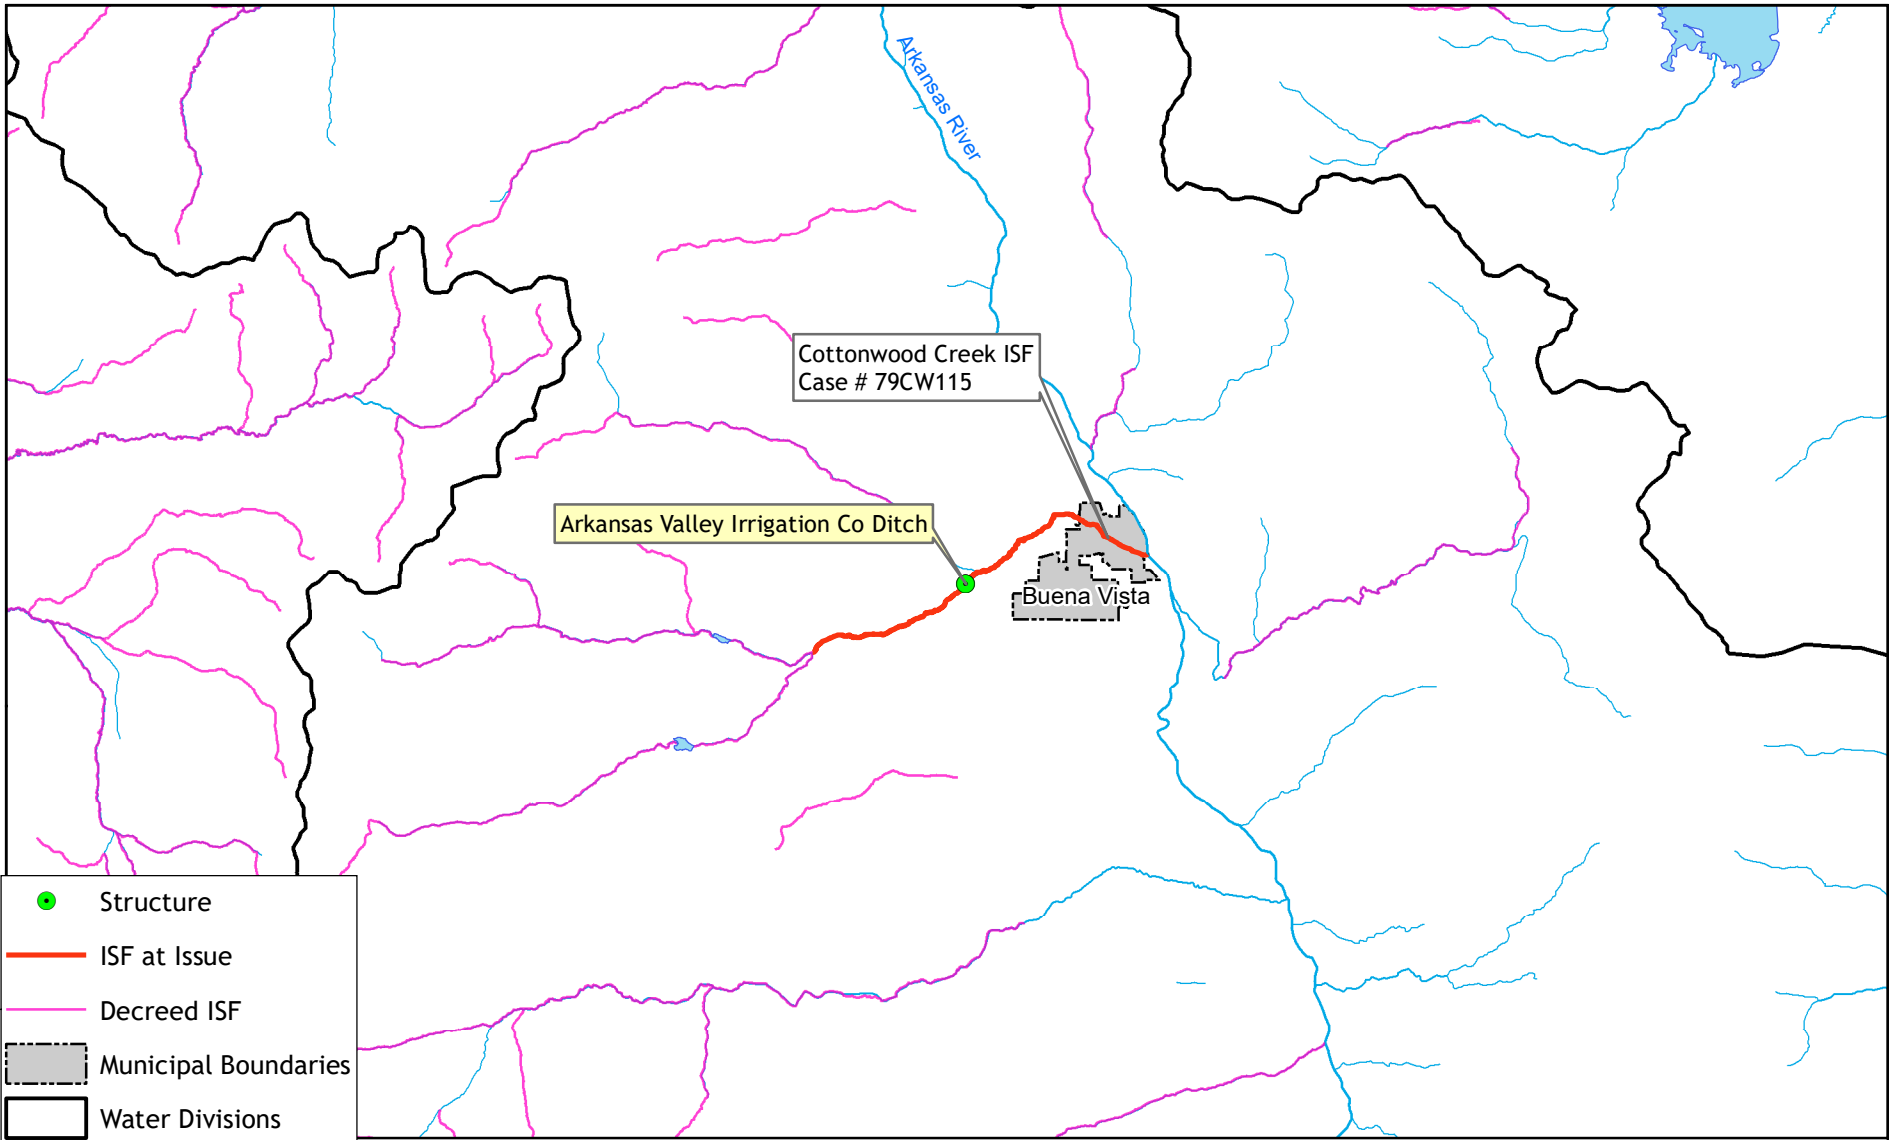 Arkansas River
Cottonwood Creek ISF
Case # 79CW115
Arkansas Valley Irrigation Co Ditch
Buena Vista
Structure
ISF at Issue
Decreed ISF
Municipal Boundaries
Water Divisions